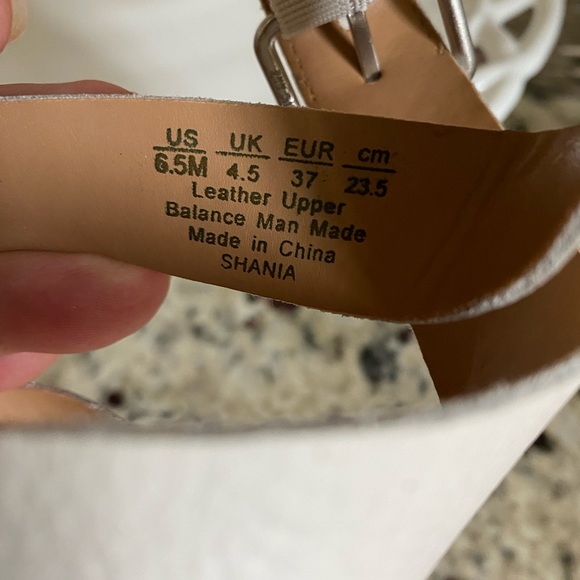 US UK EUR cm
6.5M 4.5 37 23.5
Leather Upper
Balance Man Made
Made in China
SHANIA